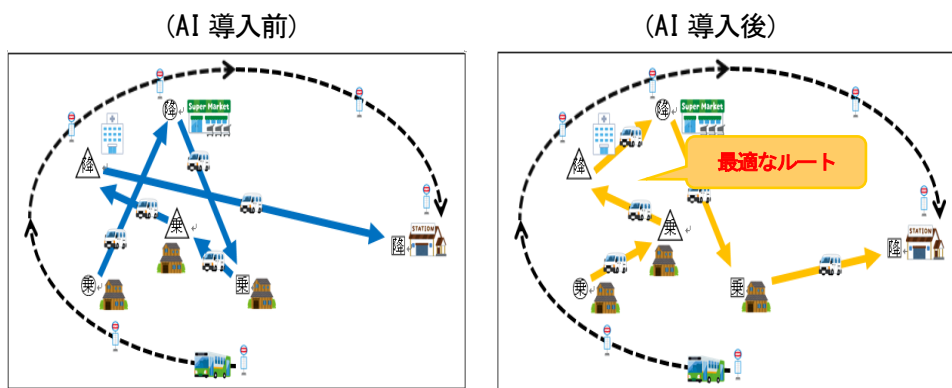 (AI 導入前)
降
Super Market
降
乗
STATION
降
乗
乗
(AI 導入後)
降
Super Market
最適なルート
降
乗
STATION
降
乗
乗